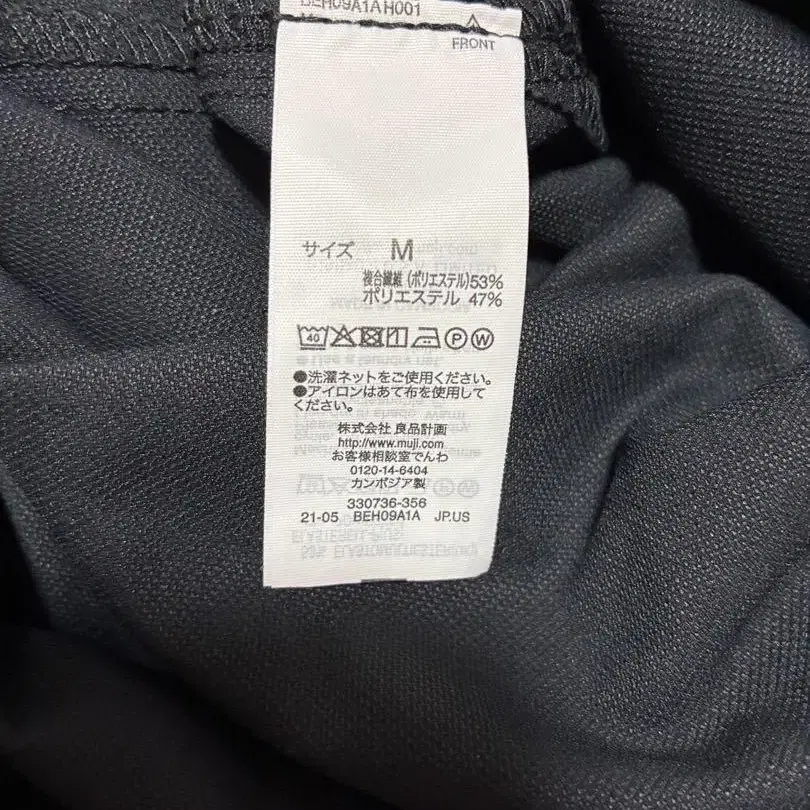 BEH09A1AH001
FRONT
サイズ M
複合繊維(ポリエステル)53%
ポリエステル 47%
40 P W
●洗濯ネットをご使用ください。
●アイロンはあて布を使用して
ください。
株式会社 良品計画
http://www.muji.com
お客様相談室でんわ
0120-14-6404
カンボジア製
330736-356
21-05 BEH09A1A JP.US